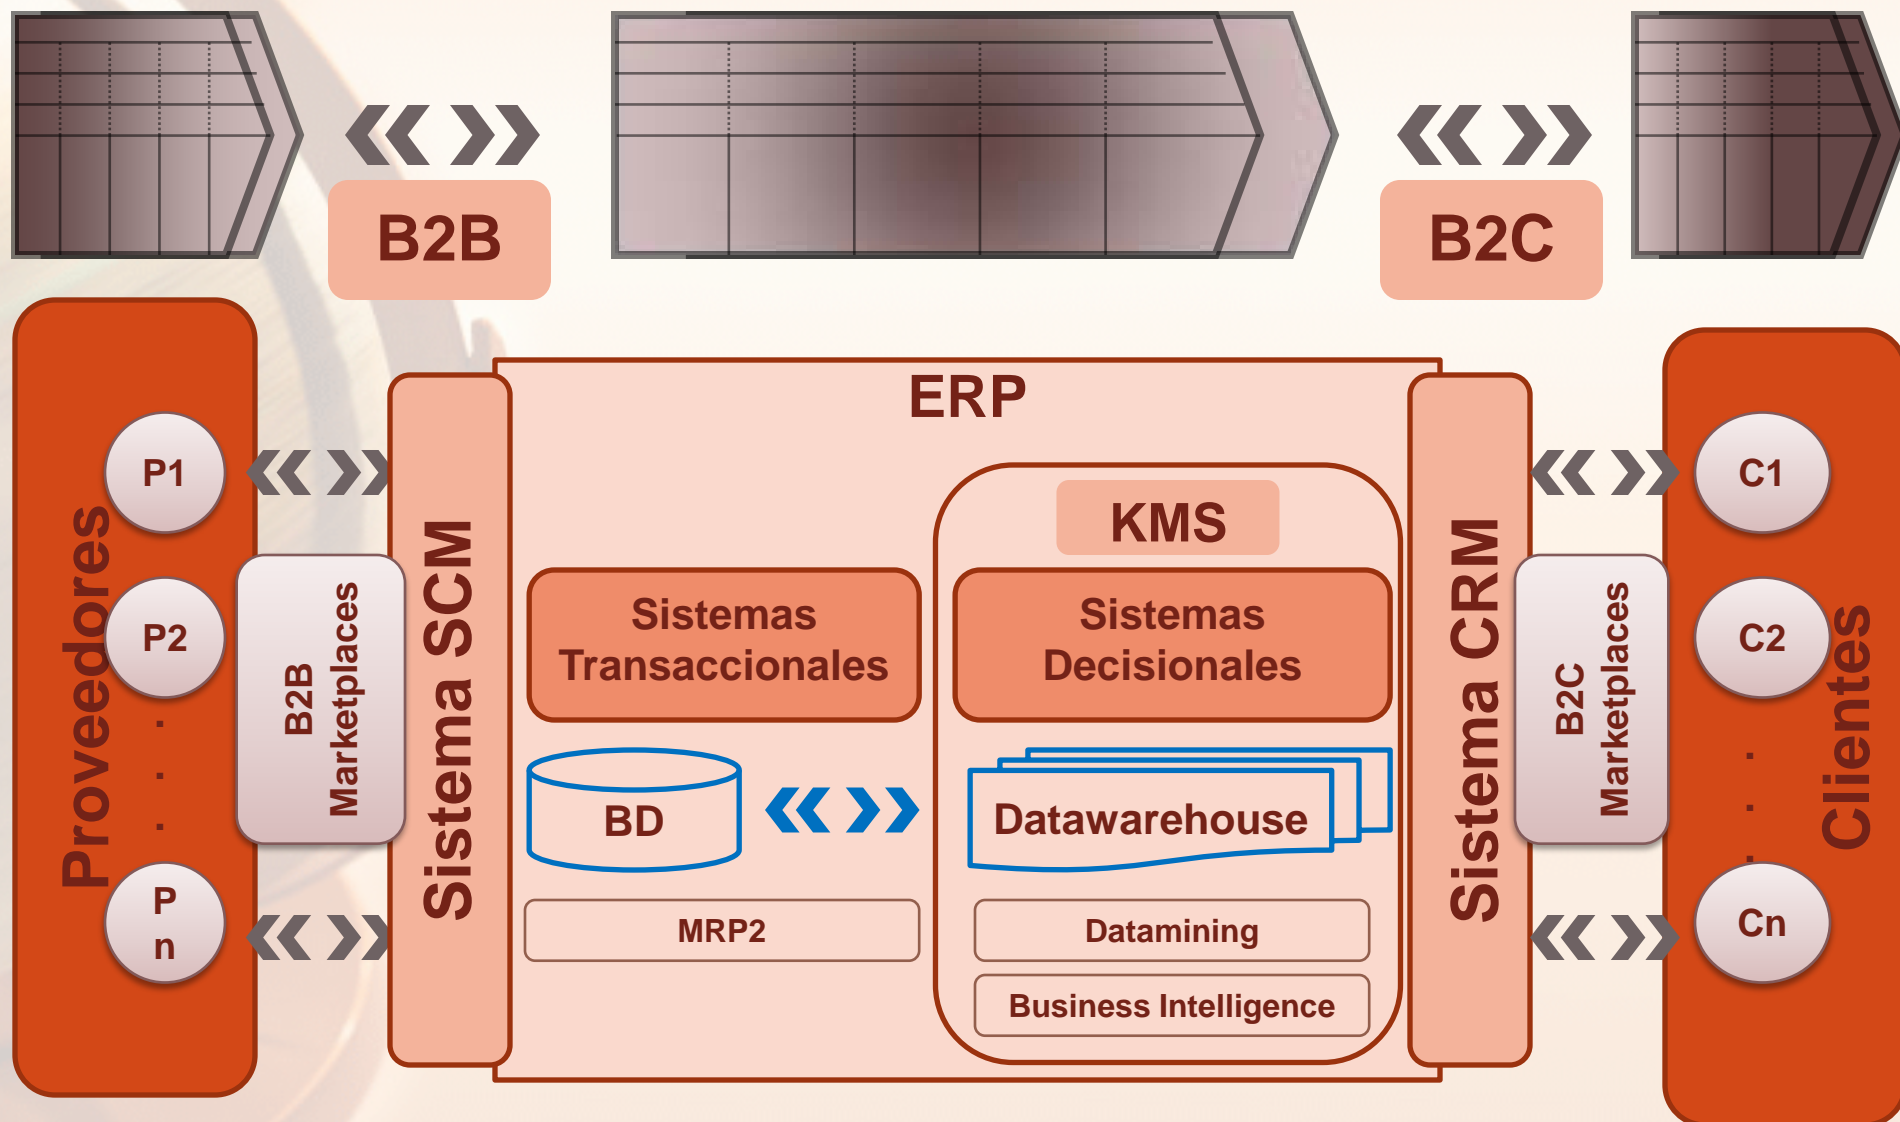 B2B
B2C
Proveedores
P1
P2
.
.
.
P
n
B2B
Marketplaces
Sistema SCM
ERP
Sistemas
Transaccionales
BD
MRP2
KMS
Sistemas
Decisionales
Datawarehouse
Datamining
Business Intelligence
Sistema CRM
B2C
Marketplaces
C1
C2
.
.
.
Cn
Clientes